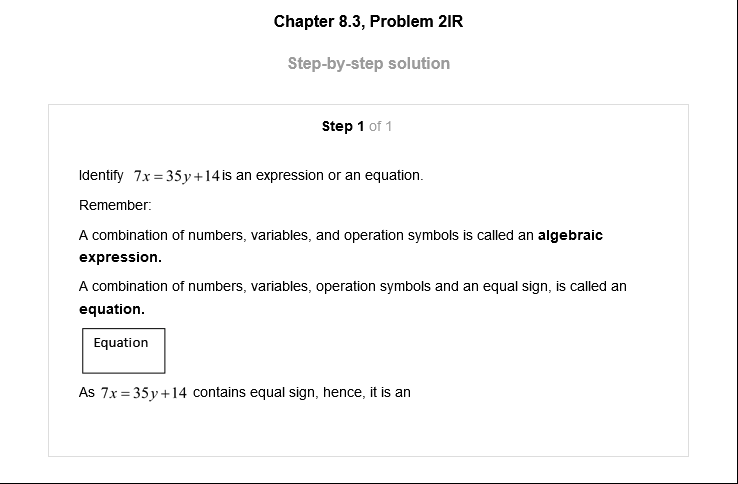 Chapter 8.3, Problem 2IR
Step-by-step solution
Step 1 of 1
Identify 7x = 35y + 14 is an expression or an equation.
Remember:
A combination of numbers, variables, and operation symbols is called an algebraic
expression.
A combination of numbers, variables, operation symbols and an equal sign, is called an
equation.
Equation
As 7x = 35y + 14 contains equal sign, hence, it is an